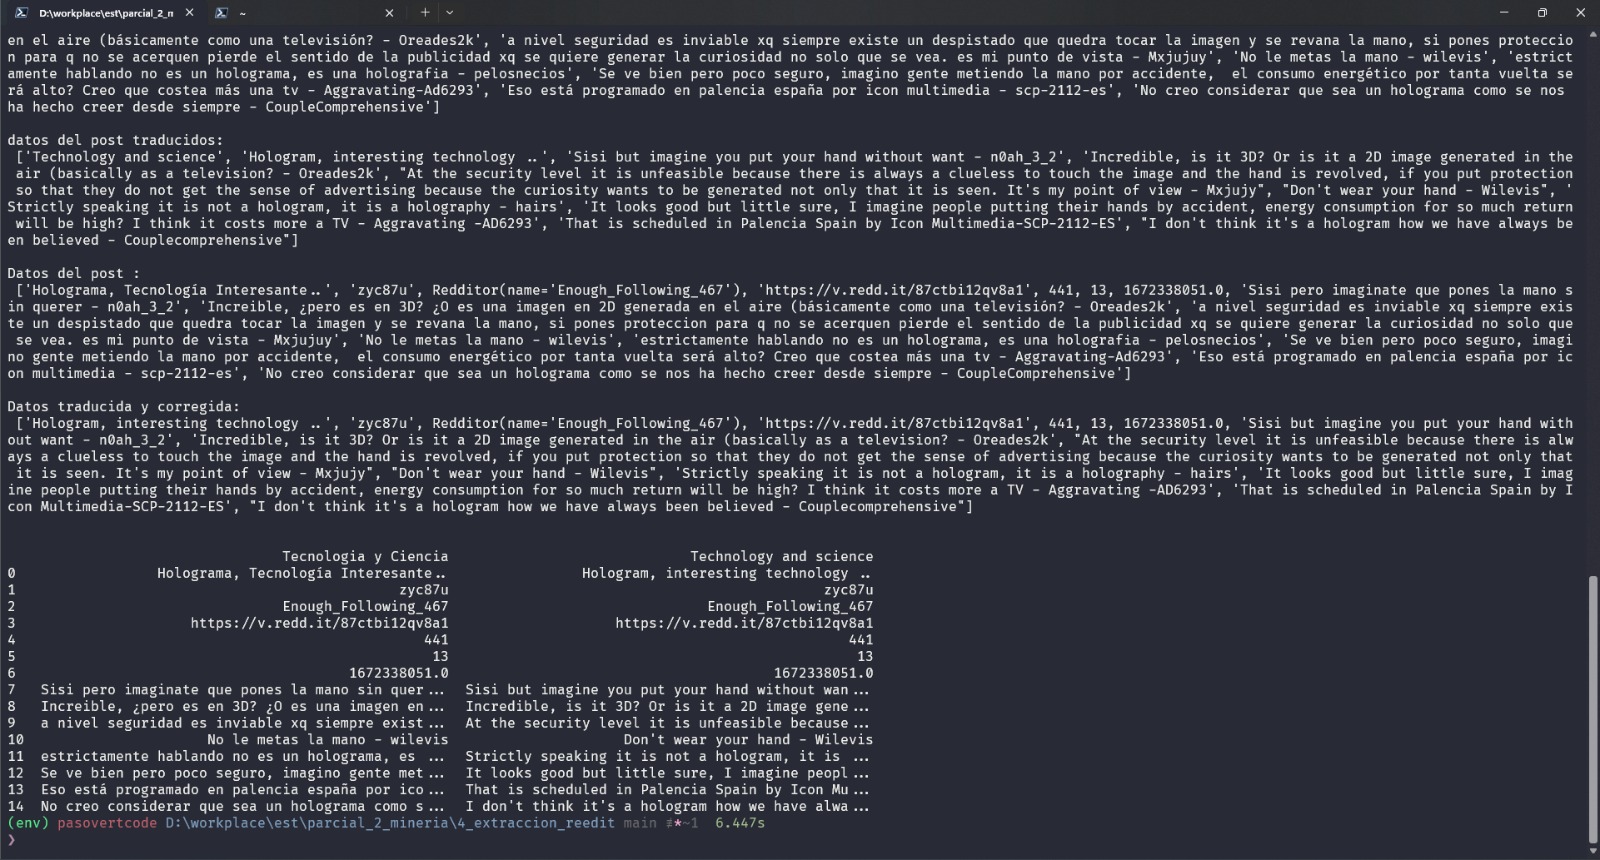 D:\workplace\est\parcial_2_m
~
en el aire (básicamente como una televisión? - Oreades2k', 'a nivel seguridad es inviable xq siempre existe un despistado que quedra tocar la imagen y se revana la mano, si pones proteccio
n para q no se acerquen pierde el sentido de la publicidad xq se quiere generar la curiosidad no solo que se vea. es mi punto de vista - Mxjujuy', 'No le metas la mano - wilevis', 'estrict
amente hablando no es un holograma, es una holografia - pelosnecios', 'Se ve bien pero poco seguro, imagino gente metiendo la mano por accidente,  el consumo energético por tanta vuelta se
rá alto? Creo que costea más una tv - Aggravating-Ad6293', 'Eso está programado en palencia españa por icon multimedia - scp-2112-es', 'No creo considerar que sea un holograma como se nos
ha hecho creer desde siempre - CoupleComprehensive']
datos del post traducidos:
['Technology and science', 'Hologram, interesting technology ..', 'Sisi but imagine you put your hand without want - n0ah_3_2', 'Incredible, is it 3D? Or is it a 2D image generated in the
air (basically as a television? - Oreades2k', "At the security level it is unfeasible because there is always a clueless to touch the image and the hand is revolved, if you put protection
so that they do not get the sense of advertising because the curiosity wants to be generated not only that it is seen. It's my point of view - Mxjujy", "Don't wear your hand - Wilevis", '
Strictly speaking it is not a hologram, it is a holography - hairs', 'It looks good but little sure, I imagine people putting their hands by accident, energy consumption for so much return
will be high? I think it costs more a TV - Aggravating -AD6293', 'That is scheduled in Palencia Spain by Icon Multimedia-SCP-2112-ES', "I don't think it's a hologram how we have always be
en believed - Couplecomprehensive"]
Datos del post :
['Holograma, Tecnología Interesante..', 'zyc87u', Redditor(name='Enough_Following_467'), 'https://v.redd.it/87ctbi12qv8a1', 441, 13, 1672338051.0, 'Sisi pero imaginate que pones la mano s
in querer - n0ah_3_2', 'Increible, ¿pero es en 3D? ¿O es una imagen en 2D generada en el aire (básicamente como una televisión? - Oreades2k', 'a nivel seguridad es inviable xq siempre exis
te un despistado que quedra tocar la imagen y se revana la mano, si pones proteccion para q no se acerquen pierde el sentido de la publicidad xq se quiere generar la curiosidad no solo que
se vea. es mi punto de vista - Mxjujuy', 'No le metas la mano - wilevis', 'estrictamente hablando no es un holograma, es una holografia - pelosnecios', 'Se ve bien pero poco seguro, imagi
no gente metiendo la mano por accidente,  el consumo energético por tanta vuelta será alto? Creo que costea más una tv - Aggravating-Ad6293', 'Eso está programado en palencia españa por ic
on multimedia - scp-2112-es', 'No creo considerar que sea un holograma como se nos ha hecho creer desde siempre - CoupleComprehensive']
Datos traducida y corregida:
['Hologram, interesting technology ..', 'zyc87u', Redditor(name='Enough_Following_467'), 'https://v.redd.it/87ctbi12qv8a1', 441, 13, 1672338051.0, 'Sisi but imagine you put your hand with
out want - n0ah_3_2', 'Incredible, is it 3D? Or is it a 2D image generated in the air (basically as a television? - Oreades2k', "At the security level it is unfeasible because there is alw
ays a clueless to touch the image and the hand is revolved, if you put protection so that they do not get the sense of advertising because the curiosity wants to be generated not only that
it is seen. It's my point of view - Mxjujy", "Don't wear your hand - Wilevis", 'Strictly speaking it is not a hologram, it is a holography - hairs', 'It looks good but little sure, I imag
ine people putting their hands by accident, energy consumption for so much return will be high? I think it costs more a TV - Aggravating -AD6293', 'That is scheduled in Palencia Spain by I
con Multimedia-SCP-2112-ES', "I don't think it's a hologram how we have always been believed - Couplecomprehensive"]
Tecnologia y Ciencia Technology and science
0 Holograma, Tecnología Interesante.. Hologram, interesting technology ..
1 zyc87u zyc87u
2 Enough_Following_467 Enough_Following_467
3 https://v.redd.it/87ctbi12qv8a1 https://v.redd.it/87ctbi12qv8a1
4 441 441
5 13 13
6 1672338051.0 1672338051.0
7 Sisi pero imaginate que pones la mano sin quer... Sisi but imagine you put your hand without wan...
8 Increible, ¿pero es en 3D? ¿O es una imagen en... Incredible, is it 3D? Or is it a 2D image gene...
9 a nivel seguridad es inviable xq siempre exist... At the security level it is unfeasible because...
10 No le metas la mano - wilevis Don't wear your hand - Wilevis
11 estrictamente hablando no es un holograma, es ... Strictly speaking it is not a hologram, it is ...
12 Se ve bien pero poco seguro, imagino gente met... It looks good but little sure, I imagine peopl...
13 Eso está programado en palencia españa por ico... That is scheduled in Palencia Spain by Icon Mu...
14 No creo considerar que sea un holograma como s... I don't think it's a hologram how we have alwa...
(env) pasovertcode D:\workplace\est\parcial_2_mineria\4_extraccion_reedit main ≢*~1 6.447s
❯